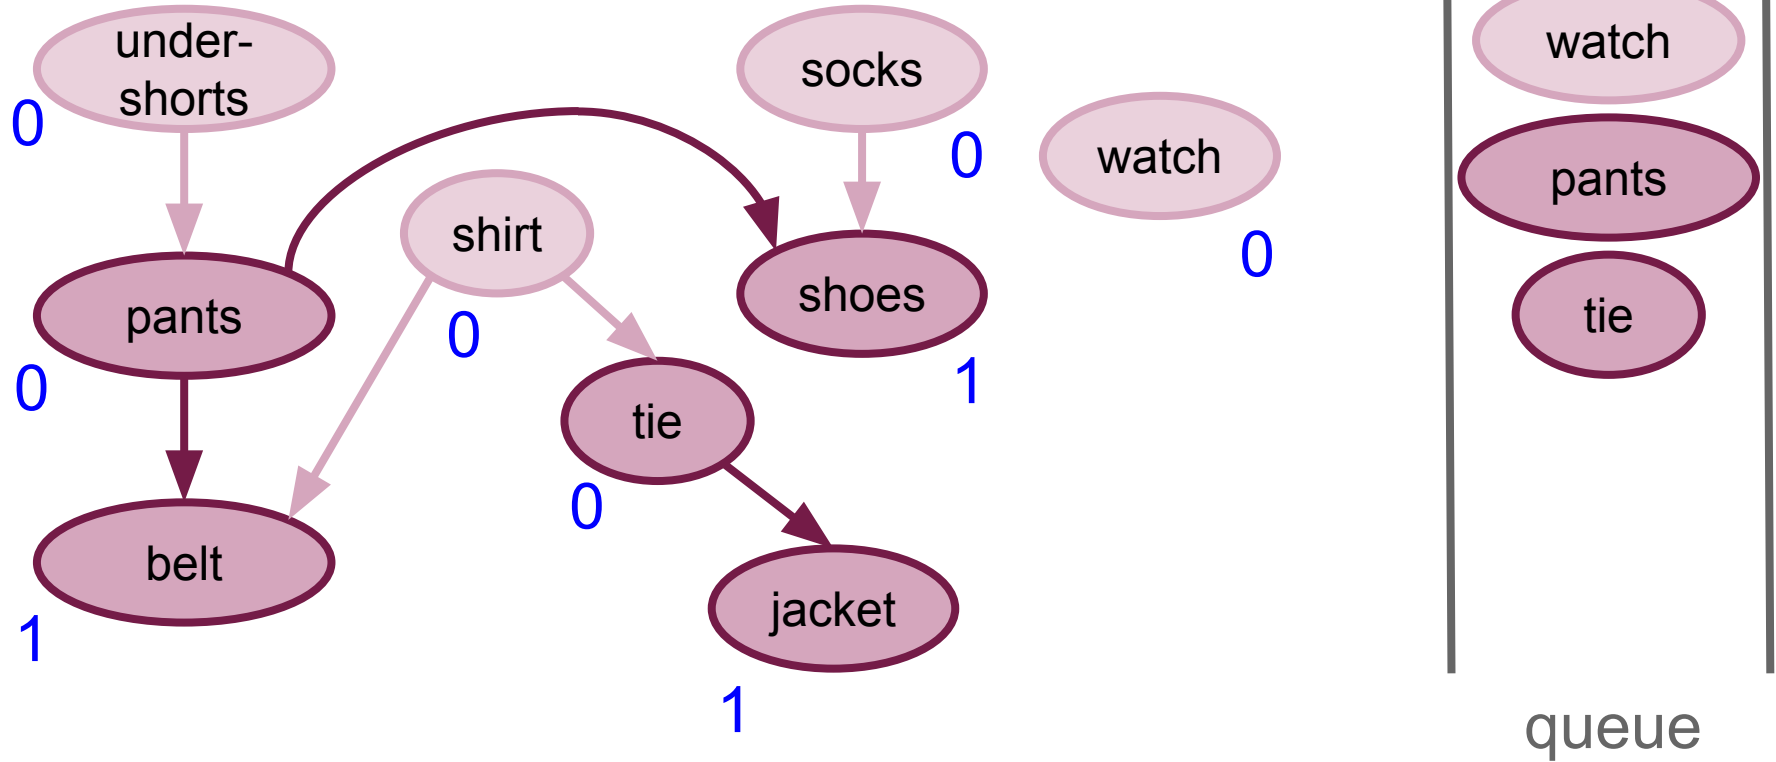 under-
shorts
0
socks
0
watch
0
shirt
0
pants
0
shoes
1
tie
0
belt
1
jacket
1
watch
pants
tie
queue